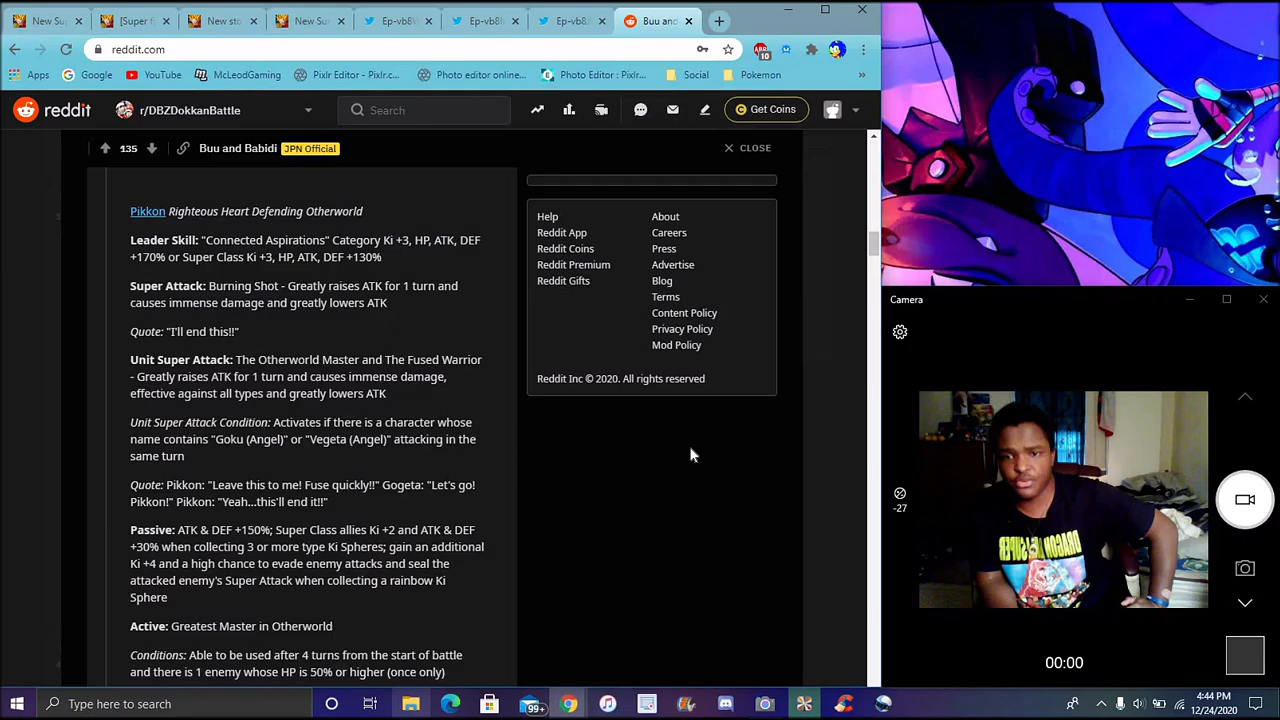 New Sup
[Super f
New sto
New Su
Ep-vb8W
Ep-vb8
Ep-vb8
Buu and
reddit.com
Apps
Google
YouTube
McLeodGaming
Pixlr Editor - Pixlr.c...
Photo editor online...
Photo Editor : Pixlr...
Social
Pokemon
»
ABP
10
reddit
r/DBZDokkanBattle
Search
Get Coins
135
Buu and Babidi
JPN Official
CLOSE
Pikkon Righteous Heart Defending Otherworld
Leader Skill: "Connected Aspirations" Category Ki +3, HP, ATK, DEF
+170% or Super Class Ki +3, HP, ATK, DEF +130%
Super Attack: Burning Shot - Greatly raises ATK for 1 turn and
causes immense damage and greatly lowers ATK
Quote: "I'll end this!!"
Unit Super Attack: The Otherworld Master and The Fused Warrior
- Greatly raises ATK for 1 turn and causes immense damage,
effective against all types and greatly lowers ATK
Unit Super Attack Condition: Activates if there is a character whose
name contains "Goku (Angel)" or "Vegeta (Angel)" attacking in the
same turn
Quote: Pikkon: "Leave this to me! Fuse quickly!!" Gogeta: "Let's go!
Pikkon!" Pikkon: "Yeah...this'll end it!!"
Passive: ATK & DEF +150%; Super Class allies Ki +2 and ATK & DEF
+30% when collecting 3 or more type Ki Spheres; gain an additional
Ki +4 and a high chance to evade enemy attacks and seal the
attacked enemy's Super Attack when collecting a rainbow Ki
Sphere
Active: Greatest Master in Otherworld
Conditions: Able to be used after 4 turns from the start of battle
and there is 1 enemy whose HP is 50% or higher (once only)
Help
About
Reddit App
Careers
Reddit Coins
Press
Reddit Premium
Advertise
Reddit Gifts
Blog
Terms
Content Policy
Privacy Policy
Mod Policy
Reddit Inc © 2020. All rights reserved
Camera
-27
DRAGON
SUPER
00:00
Type here to search
99+
4:44 PM
12/24/2020